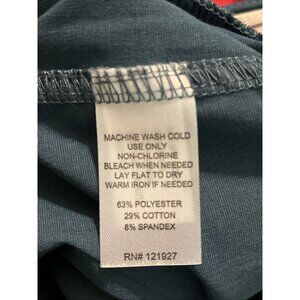 MACHINE WASH COLD
USE ONLY
NON-CHLORINE
BLEACH WHEN NEEDED
LAY FLAT TO DRY
WARM IRON IF NEEDED
63% POLYESTER
29% COTTON
8% SPANDEX
RN# 121927